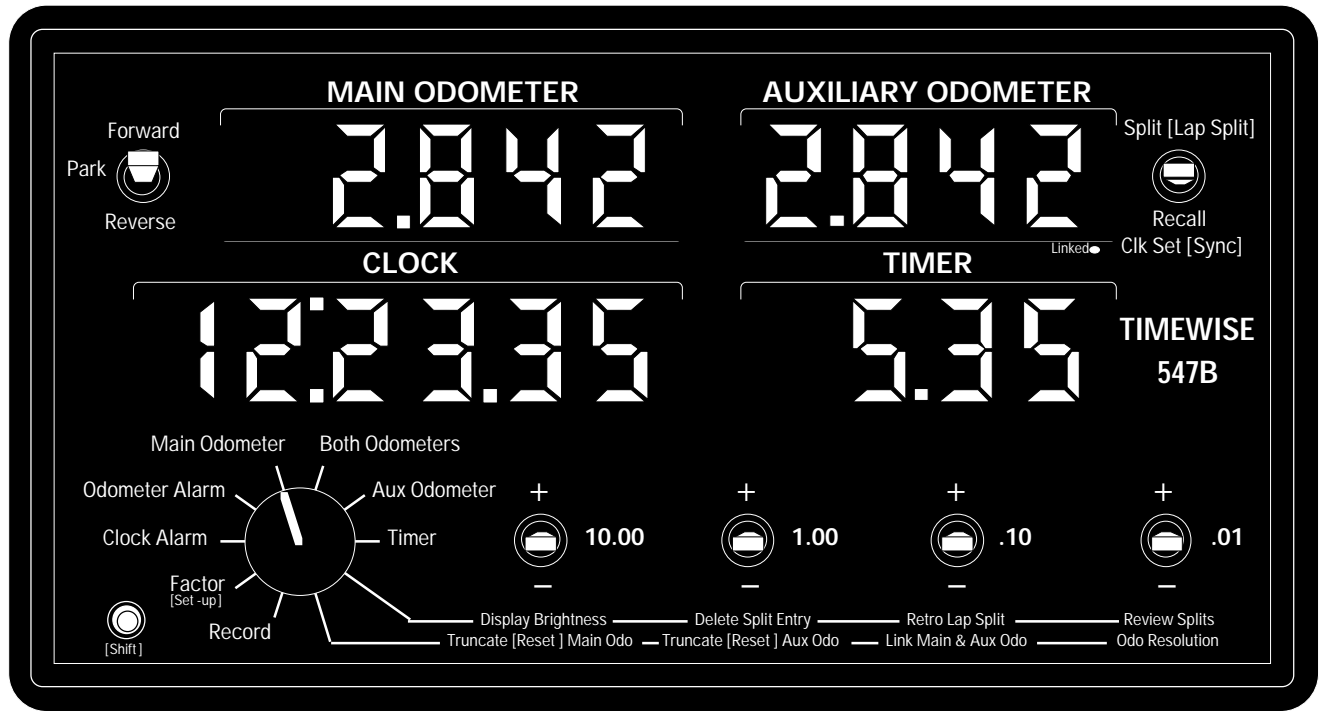 MAIN ODOMETER AUXILIARY ODOMETER
Forward
Park
Reverse
2.842 2.842
Split [Lap Split]
Recall
Linked Clk Set [Sync]
CLOCK TIMER
12:23.35 5.35
TIMEWISE
547B
Main Odometer Both Odometers
Odometer Alarm Aux Odometer
Clock Alarm Timer
Factor
[Set -up]
Record
[Shift]
+ + + +
10.00 1.00 .10 .01
– – – –
Display Brightness Delete Split Entry Retro Lap Split Review Splits
Truncate [Reset ] Main Odo Truncate [Reset ] Aux Odo Link Main & Aux Odo Odo Resolution